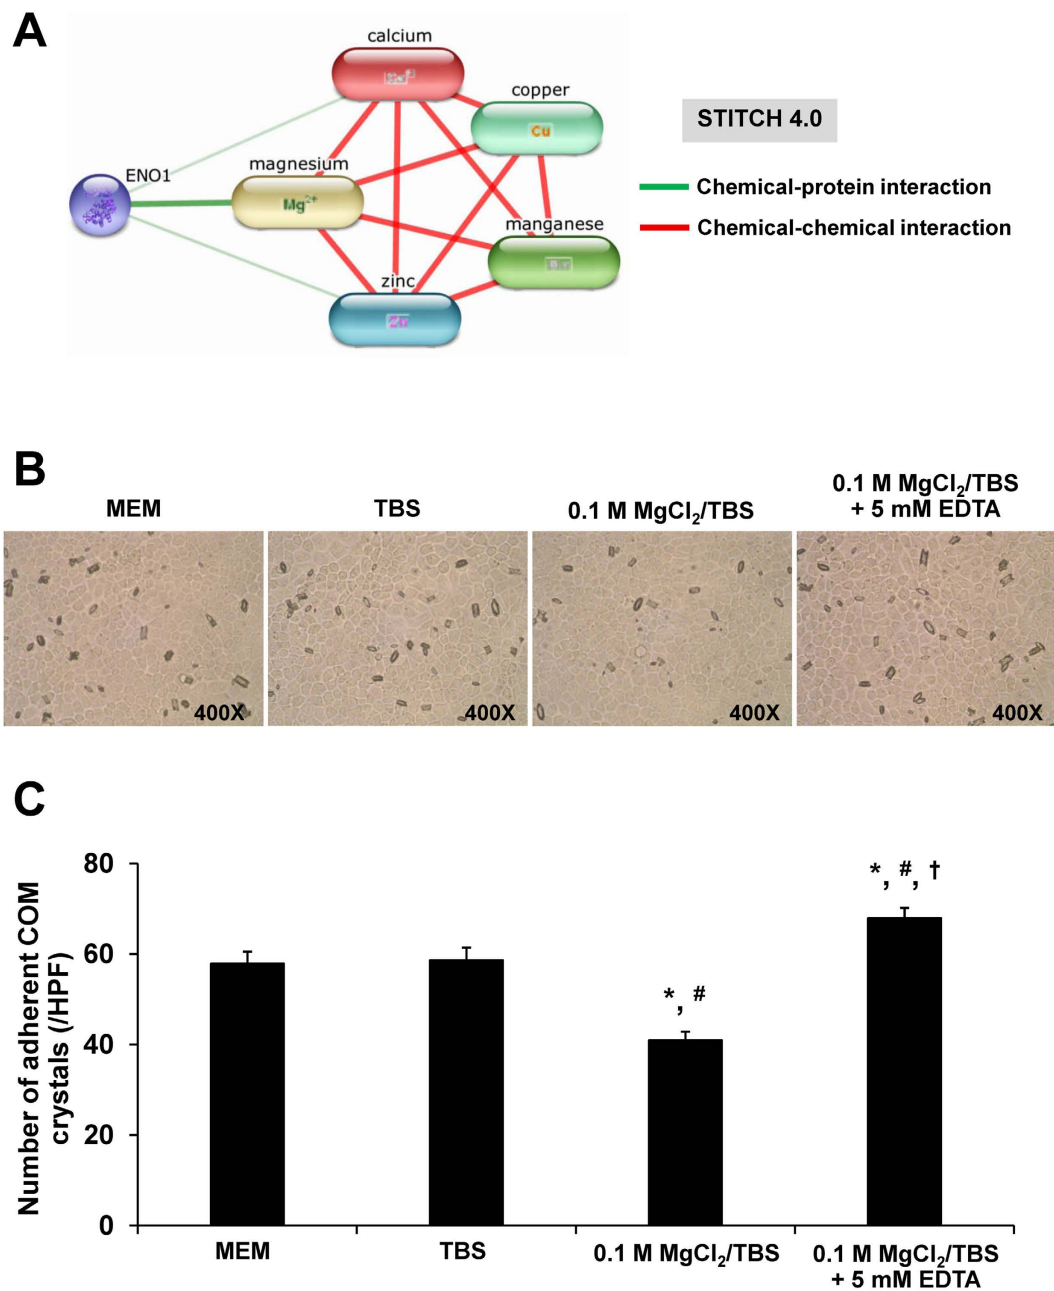 A
calcium
copper
Cu
STITCH 4.0
magnesium
ENO1
Mg²⁺
Chemical-protein interaction
manganese
Chemical-chemical interaction
zinc
B
MEM
TBS
0.1 M MgCl₂/TBS
0.1 M MgCl₂/TBS
+ 5 mM EDTA
400X
400X
400X
400X
C
Number of adherent COM
crystals (/HPF)
80
60
40
20
0
*, #
*, #, †
MEM
TBS
0.1 M MgCl₂/TBS
0.1 M MgCl₂/TBS
+ 5 mM EDTA